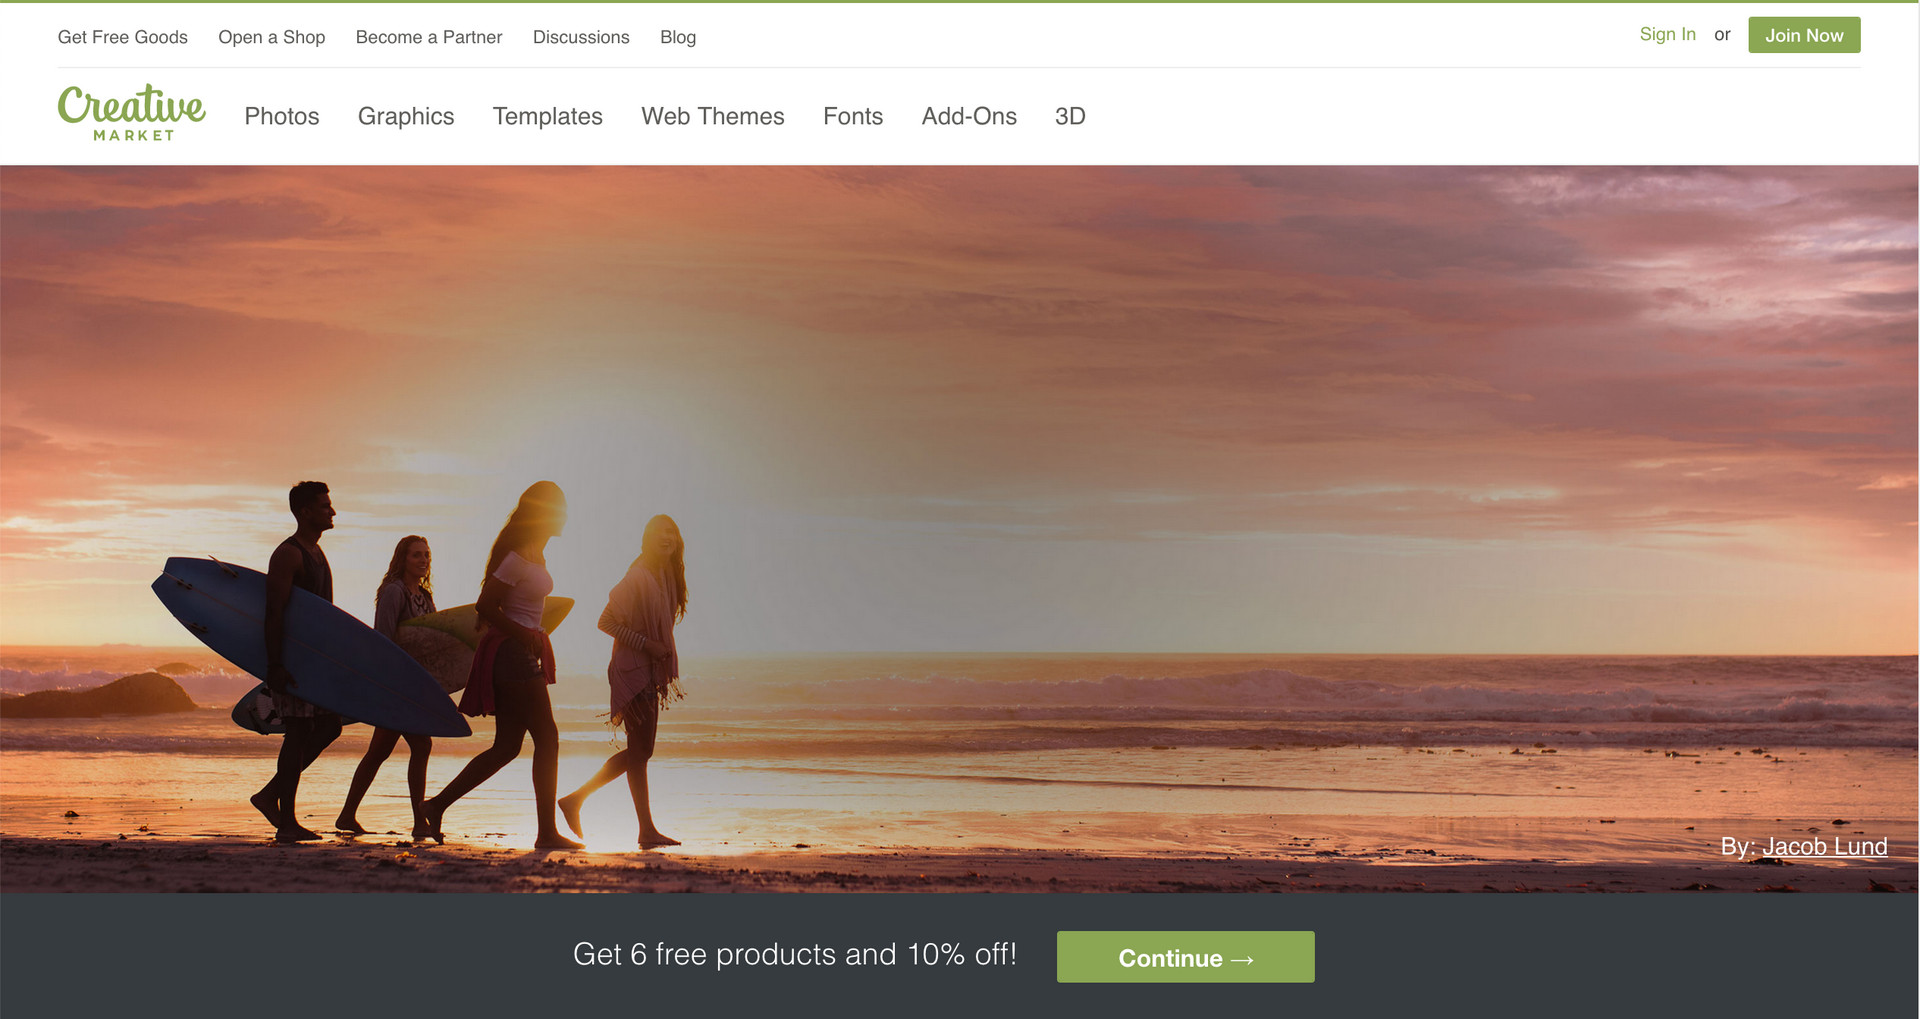 Get Free Goods Open a Shop Become a Partner Discussions Blog Sign In or Join Now
Creative MARKET
Photos Graphics Templates Web Themes Fonts Add-Ons 3D
By: Jacob Lund
Get 6 free products and 10% off! Continue →